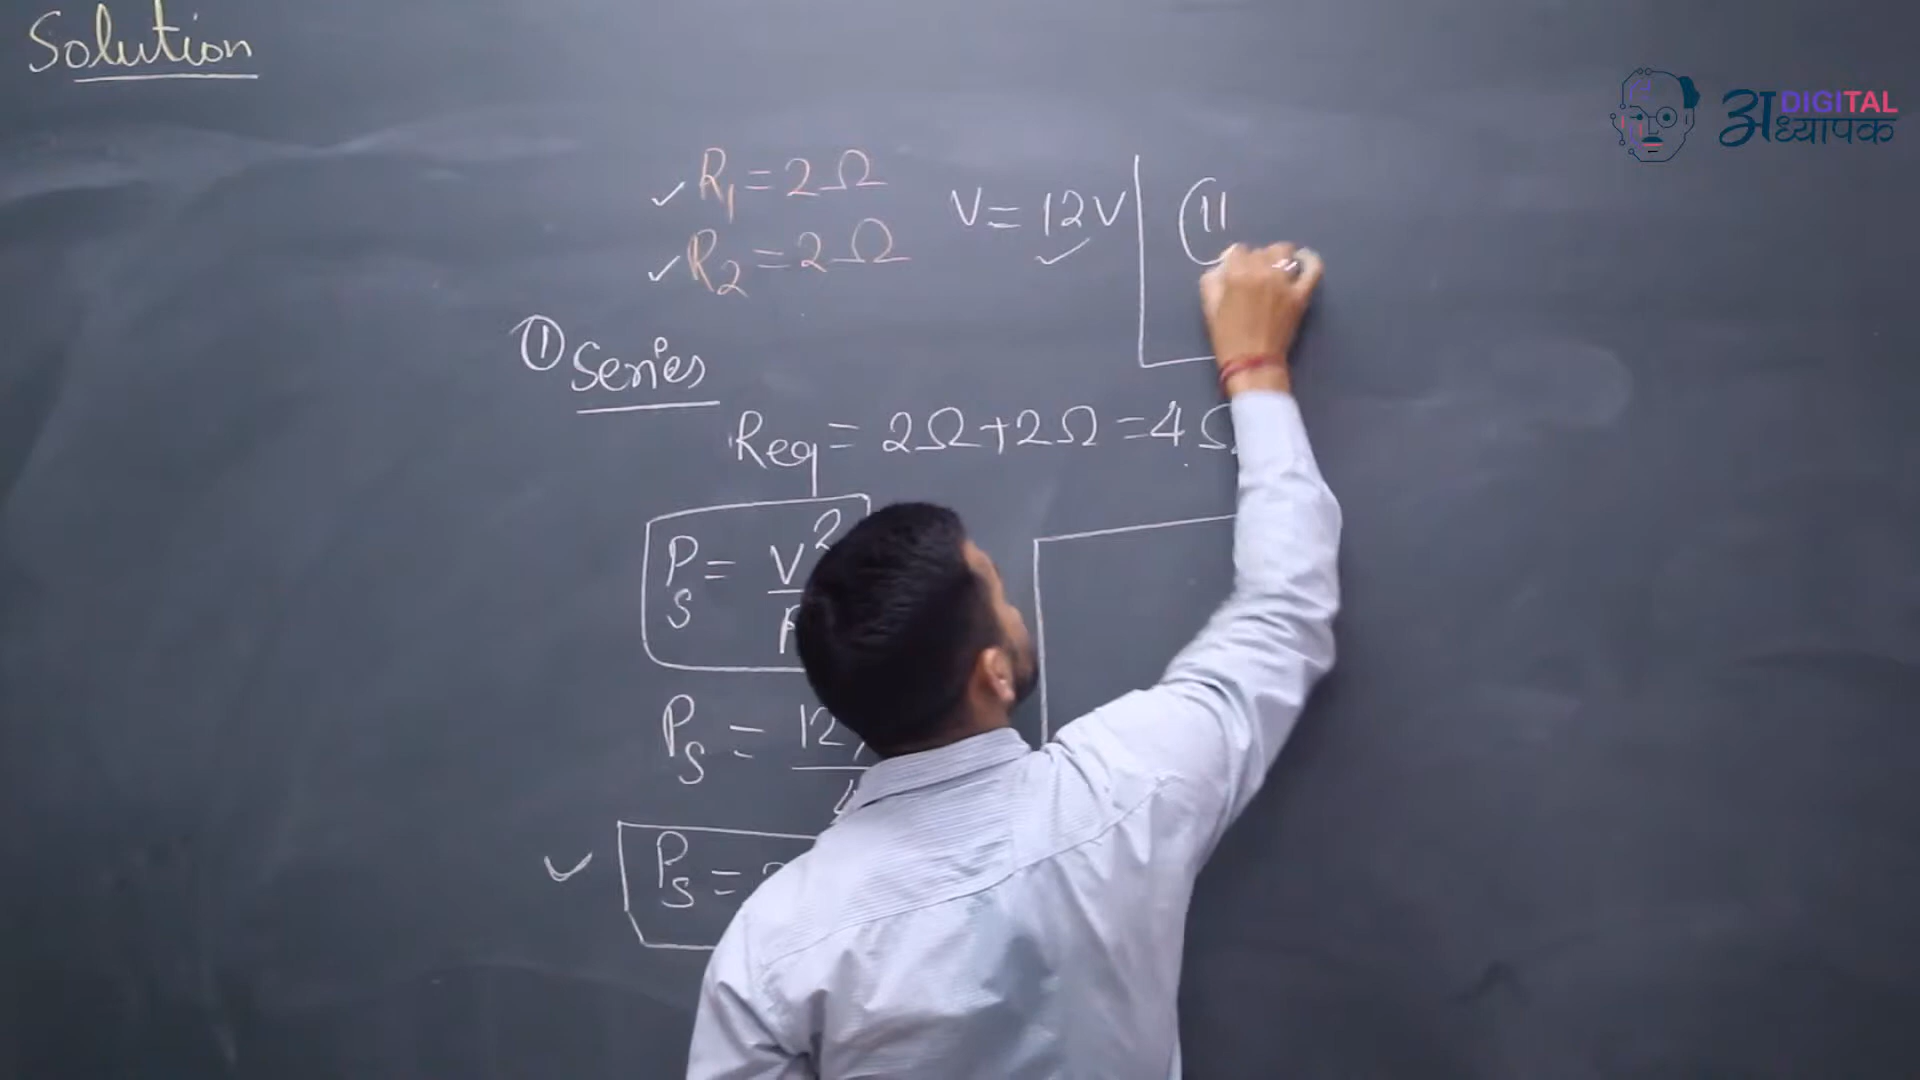 Solution
DIGITAL
अध्यापक
R1 = 2Ω
V = 12V
(II
R2 = 2Ω
① Series
Req = 2Ω + 2Ω = 4Ω
Ps = V²
Ps = 12
Ps =